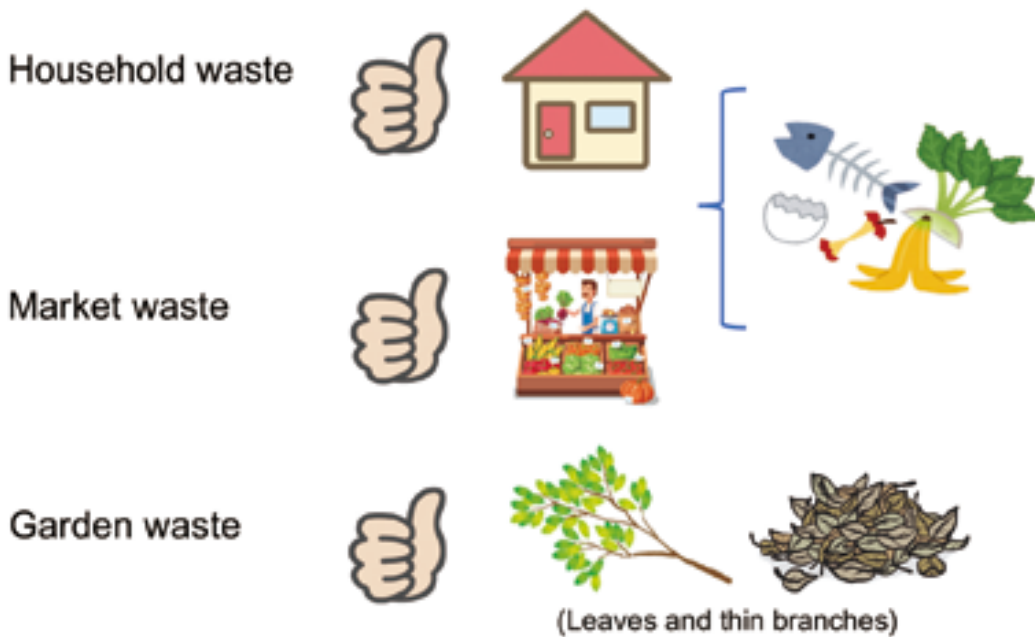 Household waste
Market waste
Garden waste
(Leaves and thin branches)